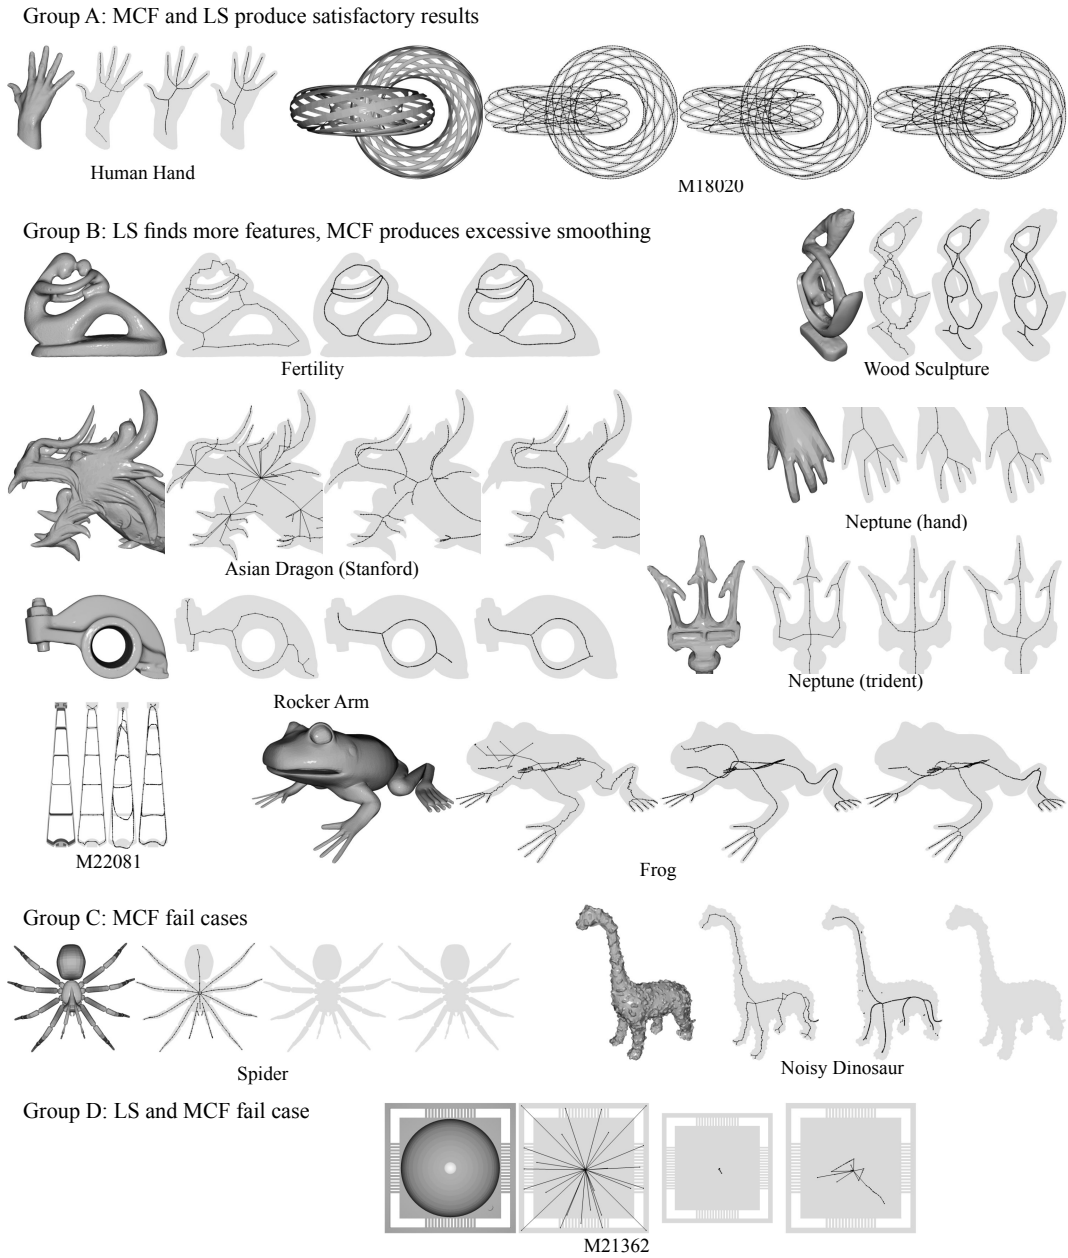 Group A: MCF and LS produce satisfactory results
Human Hand
M18020
Group B: LS finds more features, MCF produces excessive smoothing
Fertility
Wood Sculpture
Neptune (hand)
Asian Dragon (Stanford)
Neptune (trident)
Rocker Arm
M22081
Frog
Group C: MCF fail cases
Spider
Noisy Dinosaur
Group D: LS and MCF fail case
M21362